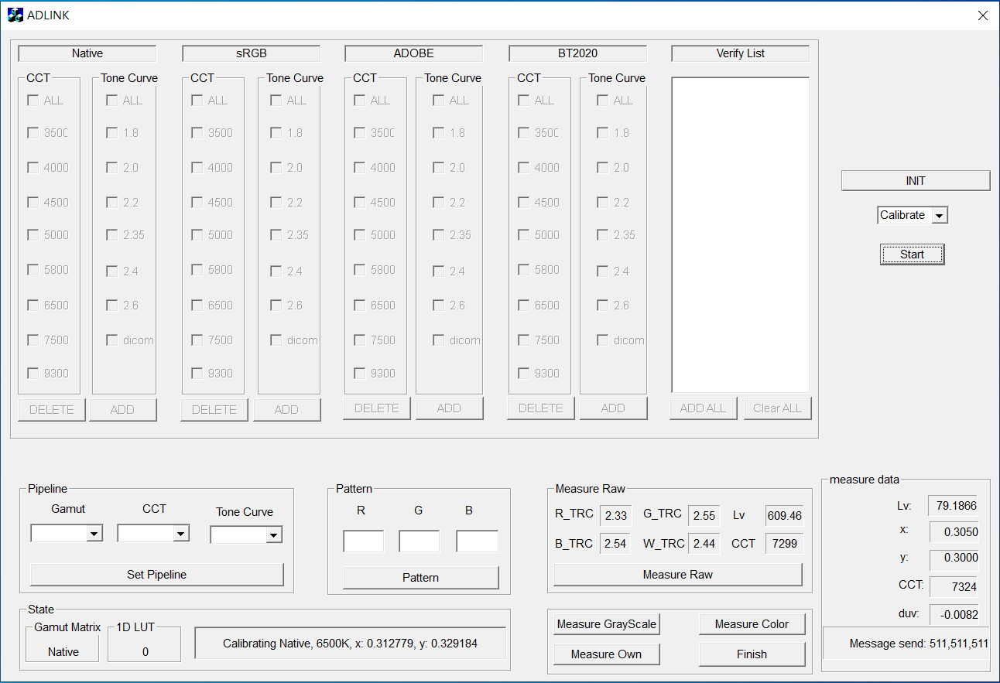 ADLINK
Native sRGB ADOBE BT2020 Verify List
CCT Tone Curve CCT Tone Curve CCT Tone Curve CCT Tone Curve
ALL ALL ALL ALL ALL ALL ALL ALL
3500 1.8 3500 1.8 3500 1.8 3500 1.8
4000 2.0 4000 2.0 4000 2.0 4000 2.0
INIT
4500 2.2 4500 2.2 4500 2.2 4500 2.2
Calibrate
5000 2.35 5000 2.35 5000 2.35 5000 2.35
Start
5800 2.4 5800 2.4 5800 2.4 5800 2.4
6500 2.6 6500 2.6 6500 2.6 6500 2.6
7500 dicom 7500 dicom 7500 dicom 7500 dicom
9300 9300 9300 9300
DELETE ADD DELETE ADD DELETE ADD DELETE ADD ADD ALL Clear ALL
Pipeline
Gamut CCT Tone Curve
Set Pipeline
Pattern
R G B
Pattern
Measure Raw
R_TRC 2.33 G_TRC 2.55 Lv 609.46
B_TRC 2.54 W_TRC 2.44 CCT 7299
Measure Raw
measure data
Lv: 79.1866
x: 0.3050
y: 0.3000
CCT: 7324
duv: -0.0082
Message send: 511,511,511
State
Gamut Matrix 1D LUT
Native 0
Calibrating Native, 6500K, x: 0.312779, y: 0.329184
Measure GrayScale Measure Color
Measure Own Finish